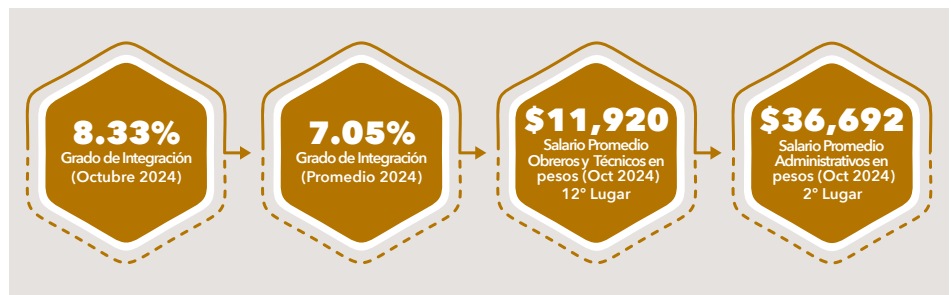 8.33%
Grado de Integración
(Octubre 2024)
7.05%
Grado de Integración
(Promedio 2024)
$11,920
Salario Promedio
Obreros y Técnicos en
pesos (Oct 2024)
12° Lugar
$36,692
Salario Promedio
Administrativos en
pesos (Oct 2024)
2° Lugar